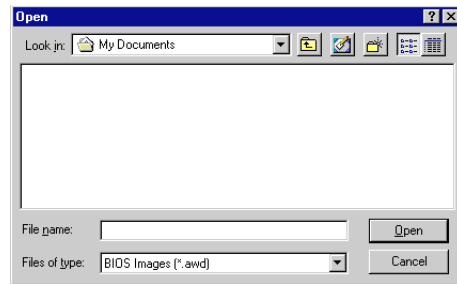 Open
Look in: My Documents
File name: Open
Files of type: BIOS Images (*.awd) Cancel